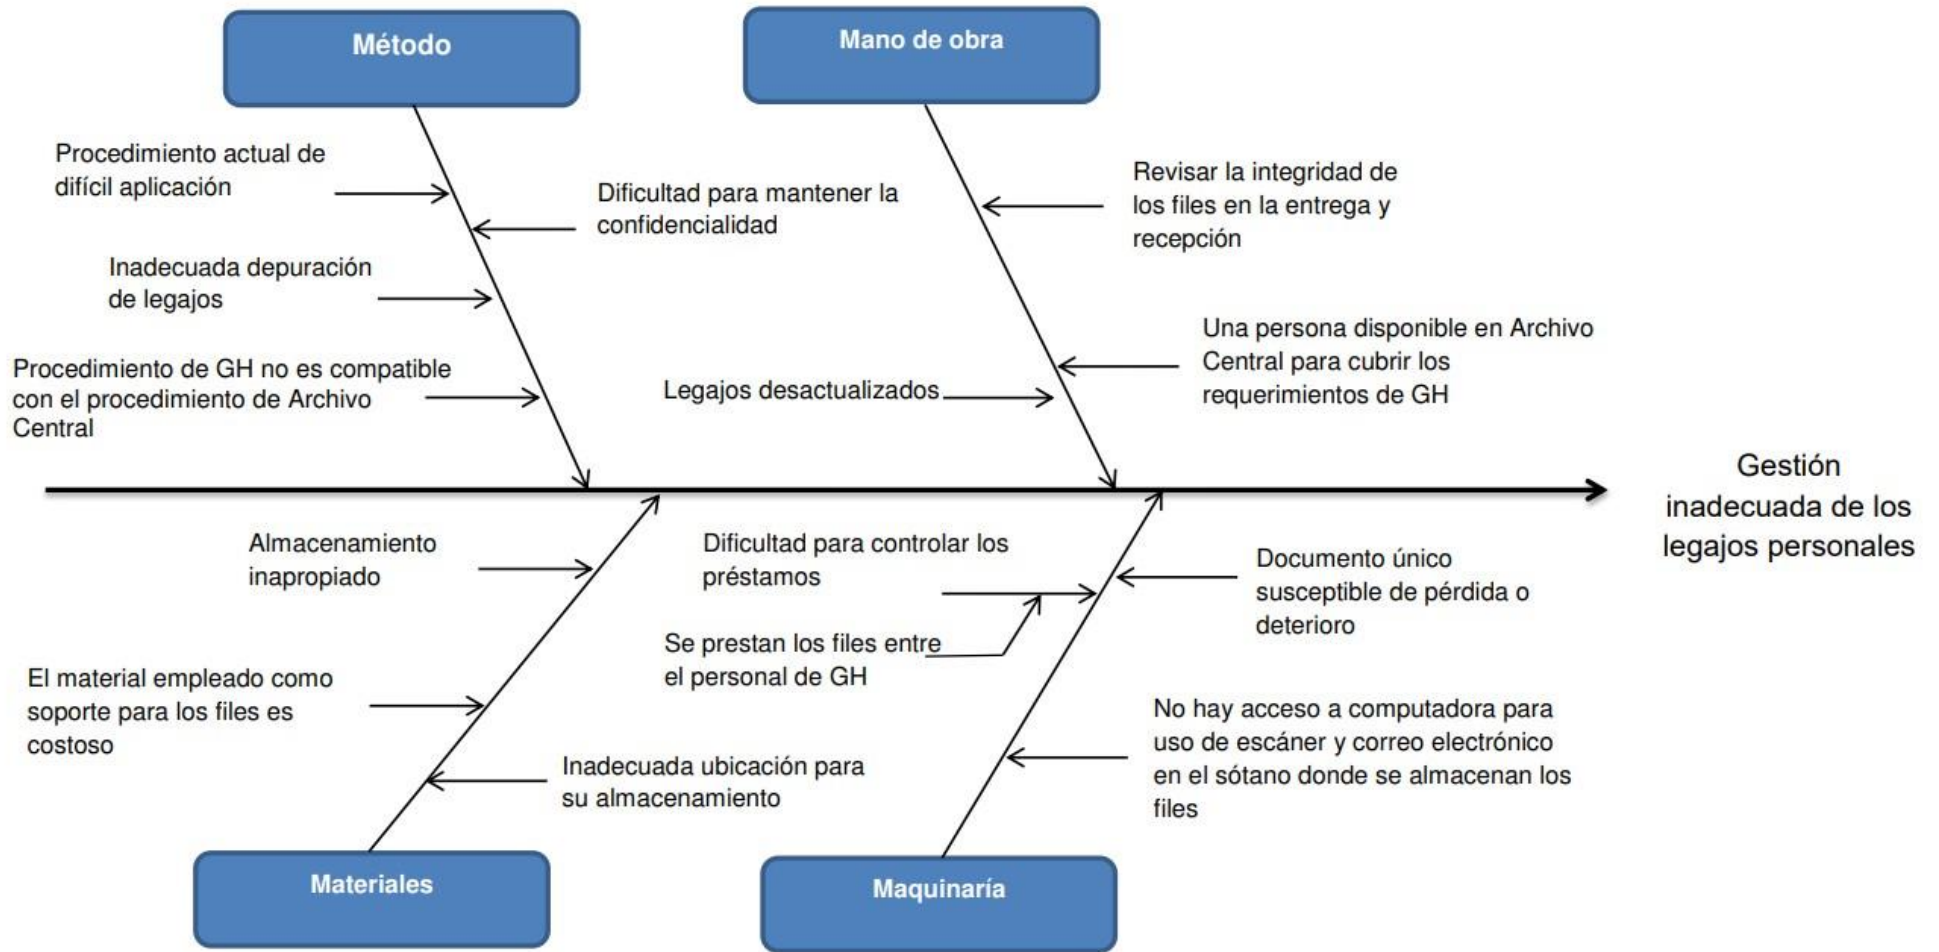 Método
Mano de obra
Procedimiento actual de
difícil aplicación
Dificultad para mantener la
confidencialidad
Inadecuada depuración
de legajos
Procedimiento de GH no es compatible
con el procedimiento de Archivo
Central
Revisar la integridad de
los files en la entrega y
recepción
Una persona disponible en Archivo
Central para cubrir los
requerimientos de GH
Legajos desactualizados
Gestión
inadecuada de los
legajos personales
Almacenamiento
inapropiado
El material empleado como
soporte para los files es
costoso
Inadecuada ubicación para
su almacenamiento
Dificultad para controlar los
préstamos
Se prestan los files entre
el personal de GH
Documento único
susceptible de pérdida o
deterioro
No hay acceso a computadora para
uso de escáner y correo electrónico
en el sótano donde se almacenan los
files
Materiales
Maquinaría